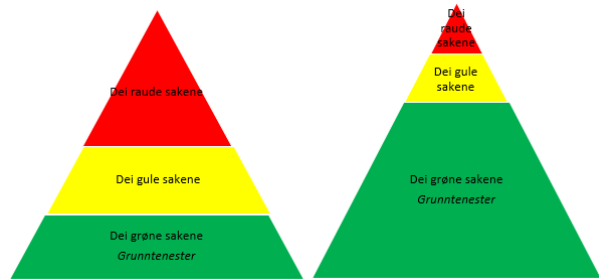 Dei raude sakene
Dei gule sakene
Dei grøne sakene
Grunntenester
Dei
raude
sakene
Dei gule
sakene
Dei grøne sakene
Grunntenester